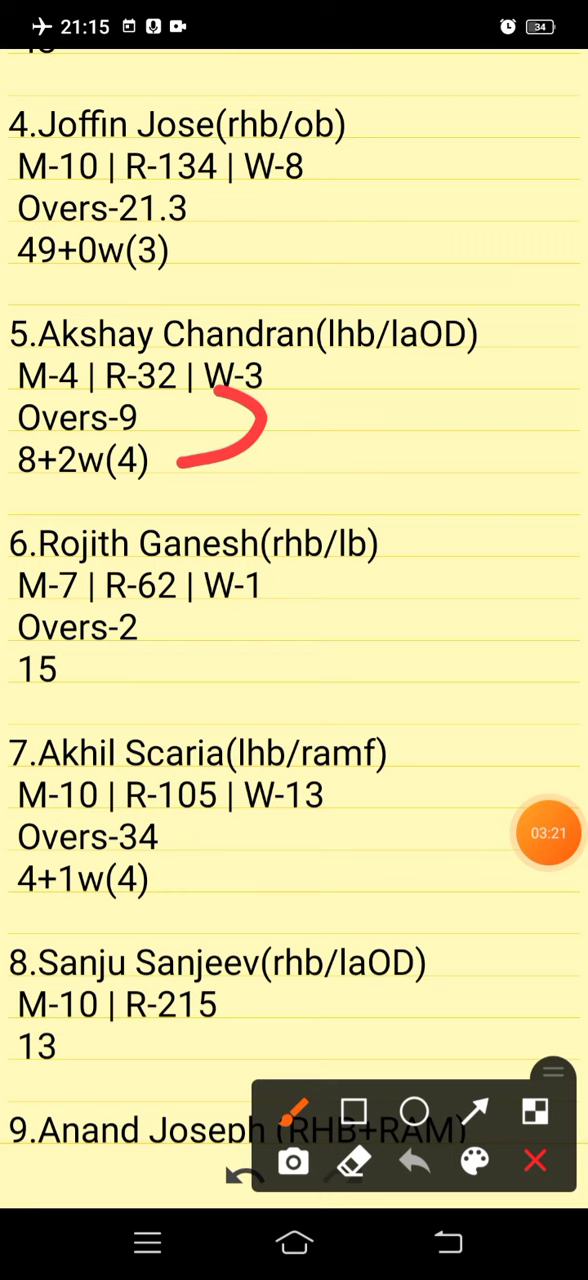 21:15
34
4.Joffin Jose(rhb/ob)
M-10 | R-134 | W-8
Overs-21.3
49+0w(3)
5.Akshay Chandran(lhb/laOD)
M-4 | R-32 | W-3
Overs-9
8+2w(4)
6.Rojith Ganesh(rhb/lb)
M-7 | R-62 | W-1
Overs-2
15
7.Akhil Scaria(lhb/ramf)
M-10 | R-105 | W-13
Overs-34
4+1w(4)
03:21
8.Sanju Sanjeev(rhb/laOD)
M-10 | R-215
13
9.Anand Joseph (RHB+RAM)